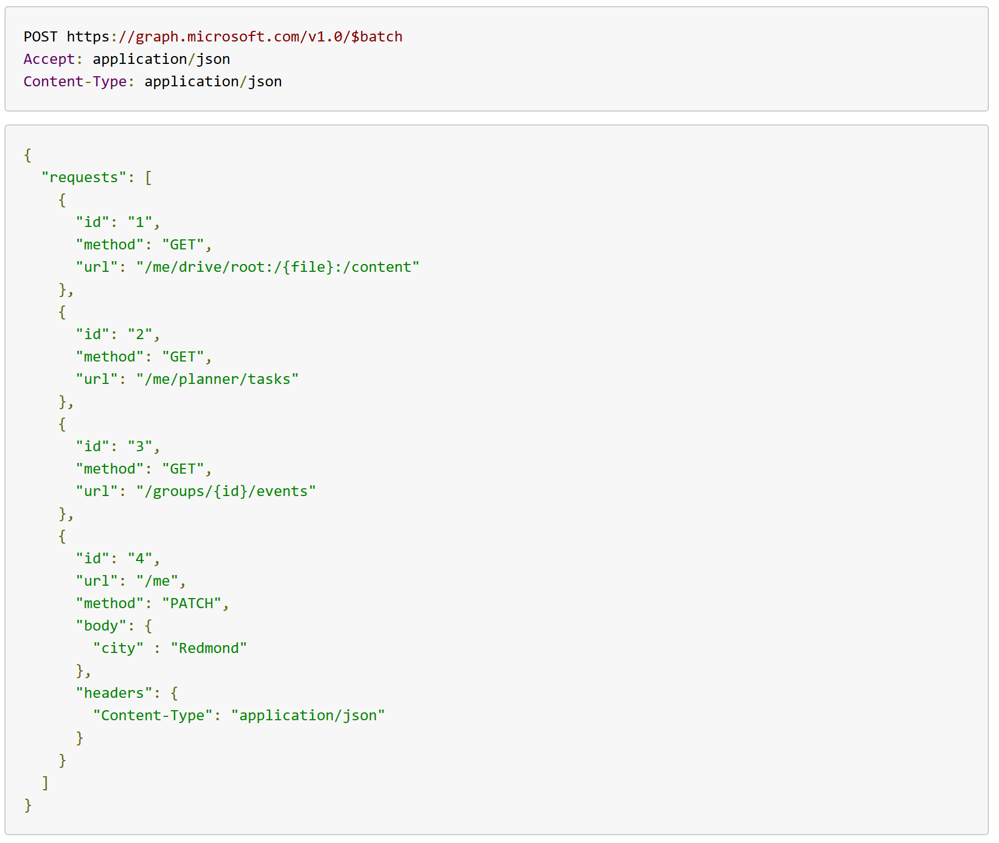 POST https://graph.microsoft.com/v1.0/$batch
Accept: application/json
Content-Type: application/json
{
  "requests": [
    {
      "id": "1",
      "method": "GET",
      "url": "/me/drive/root:/{file}:/content"
    },
    {
      "id": "2",
      "method": "GET",
      "url": "/me/planner/tasks"
    },
    {
      "id": "3",
      "method": "GET",
      "url": "/groups/{id}/events"
    },
    {
      "id": "4",
      "url": "/me",
      "method": "PATCH",
      "body": {
        "city" : "Redmond"
      },
      "headers": {
        "Content-Type": "application/json"
      }
    }
  ]
}